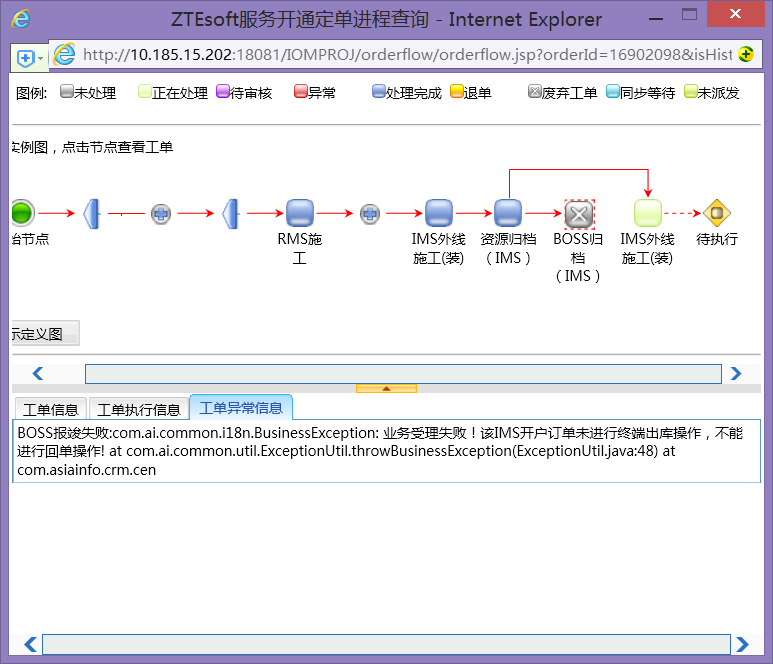 ZTEsoft服务开通定单进程查询 - Internet Explorer
http://10.185.15.202:18081/IOMPROJ/orderflow/orderflow.jsp?orderId=16902098&isHist
图例: 未处理 正在处理 待审核 异常 处理完成 退单 废弃工单 同步等待 未派发
实例图，点击节点查看工单
始节点
RMS施
工
IMS外线
施工(装)
资源归档
（IMS）
BOSS归
档
（IMS）
IMS外线
施工(装)
待执行
示定义图
工单信息 工单执行信息 工单异常信息
BOSS报竣失败:com.ai.common.i18n.BusinessException: 业务受理失败！该IMS开户订单未进行终端出库操作，不能
进行回单操作! at com.ai.common.util.ExceptionUtil.throwBusinessException(ExceptionUtil.java:48) at
com.asiainfo.crm.cen